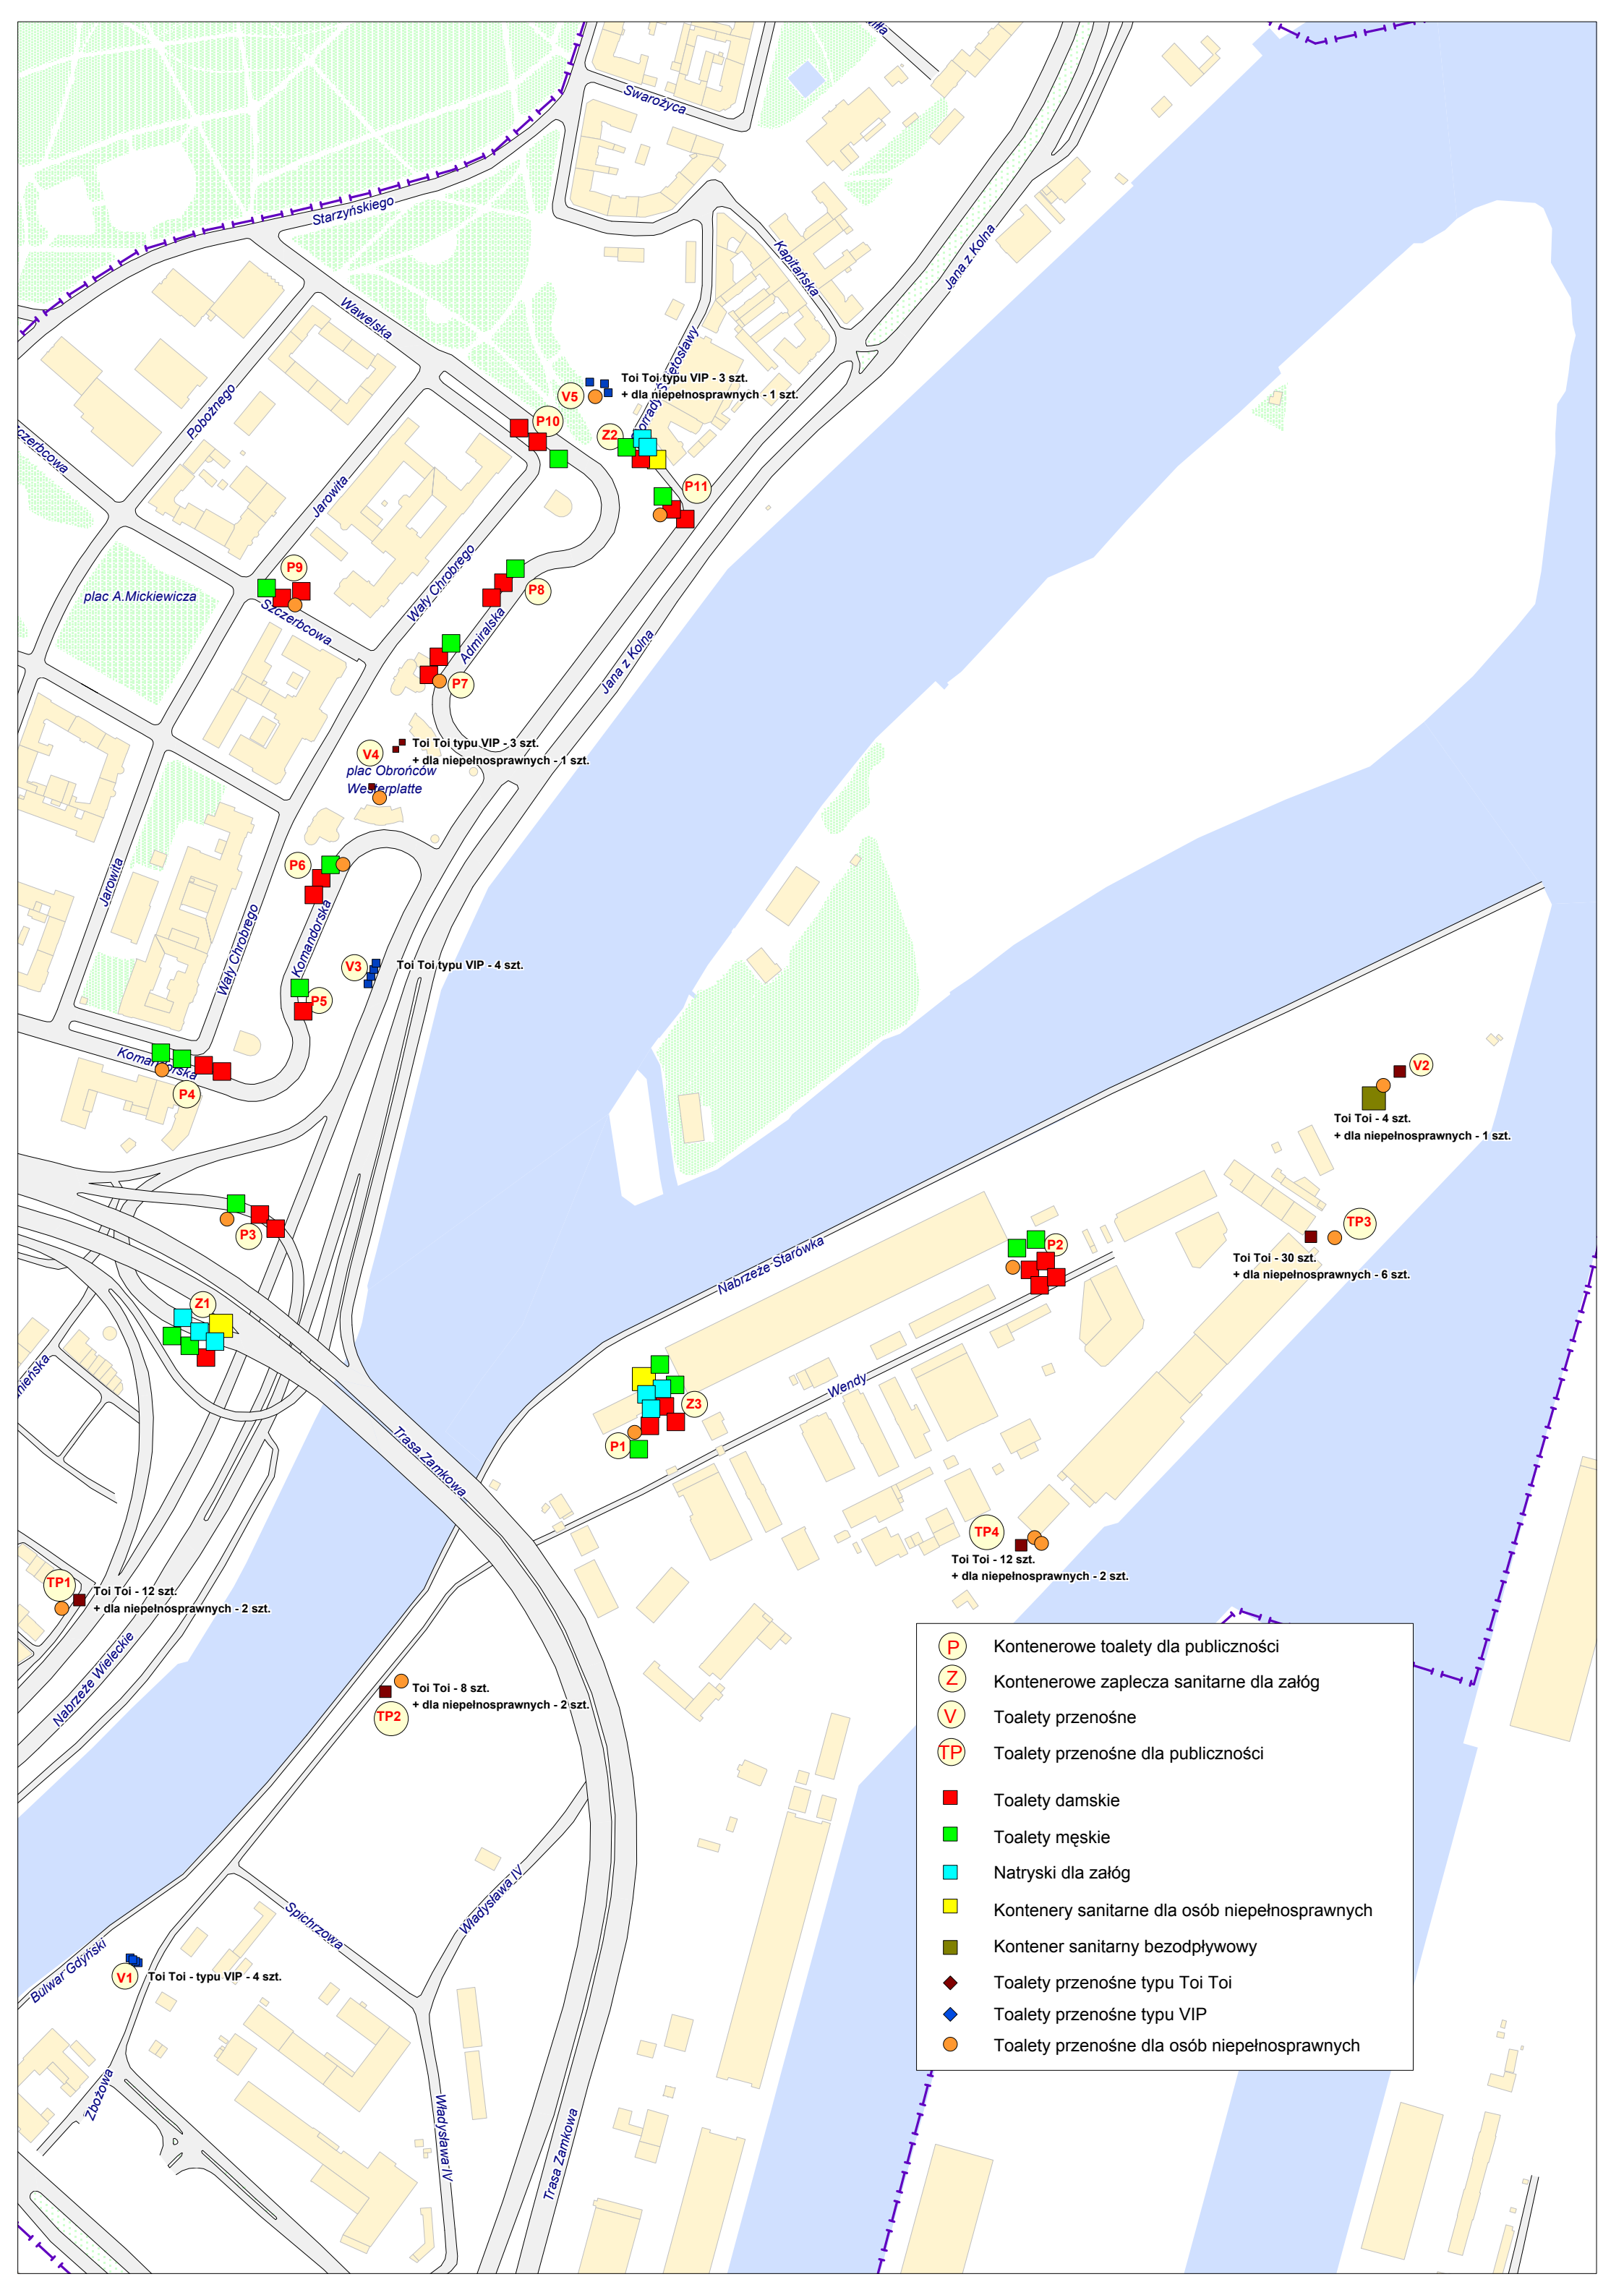 Swarożyca
Starzyńskiego
Kapitańska
Jana z Kolna
Wawelska
Pobożnego
Toi Toi typu VIP - 3 szt.
+ dla niepełnosprawnych - 1 szt.
V5
P10
Z2
P11
Jarowita
P9
Szczerbcowa
plac A.Mickiewicza
Wały Chrobrego
P8
Admiralska
P7
Jana z Kolna
V4
Toi Toi typu VIP - 3 szt.
+ dla niepełnosprawnych - 1 szt.
plac Obrońców
Westerplatte
P6
Jarowita
Wały Chrobrego
Komandorska
V3
Toi Toi typu VIP - 4 szt.
P5
Komandorska
P4
V2
Toi Toi - 4 szt.
+ dla niepełnosprawnych - 1 szt.
P3
P2
TP3
Toi Toi - 30 szt.
+ dla niepełnosprawnych - 6 szt.
Nabrzeże Starówka
Z1
Wendy
Z3
P1
Trasa Zamkowa
TP4
Toi Toi - 12 szt.
+ dla niepełnosprawnych - 2 szt.
TP1
Toi Toi - 12 szt.
+ dla niepełnosprawnych - 2 szt.
Nabrzeże Wieleckie
Toi Toi - 8 szt.
+ dla niepełnosprawnych - 2 szt.
TP2
Władysława IV
Spichrzowa
Bulwar Gdyński
V1
Toi Toi - typu VIP - 4 szt.
Zbożowa
Władysława IV
Trasa Zamkowa
P Kontenerowe toalety dla publiczności
Z Kontenerowe zaplecza sanitarne dla załóg
V Toalety przenośne
TP Toalety przenośne dla publiczności
Toalety damskie
Toalety męskie
Natryski dla załóg
Kontenery sanitarne dla osób niepełnosprawnych
Kontener sanitarny bezodpływowy
Toalety przenośne typu Toi Toi
Toalety przenośne typu VIP
Toalety przenośne dla osób niepełnosprawnych